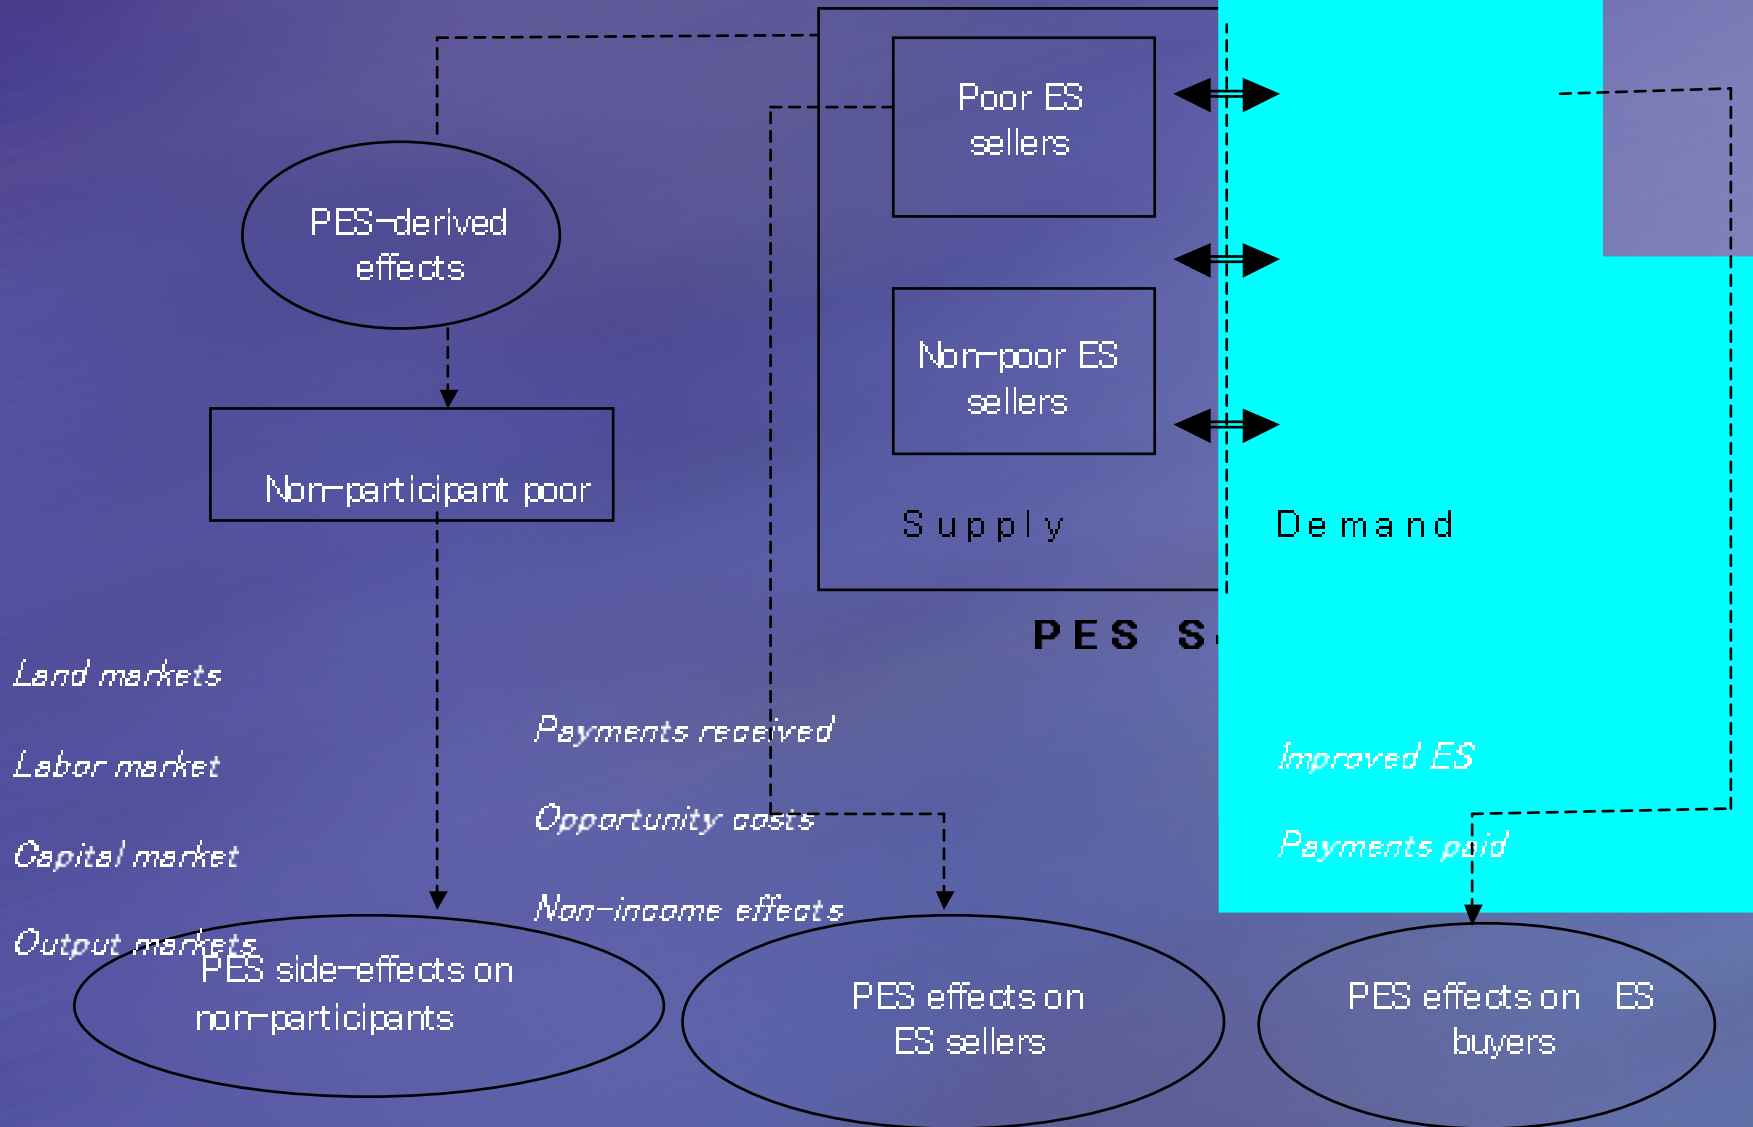 Poor ES
sellers
PES-derived
effects
Non-poor ES
sellers
Non-participant poor
Supply
Demand
PES S
Land markets
Labor market
Capital market
Output markets
Payments received
Opportunity costs
Non-income effects
Improved ES
Payments paid
PES side-effects on
non-participants
PES effects on
ES sellers
PES effects on ES
buyers